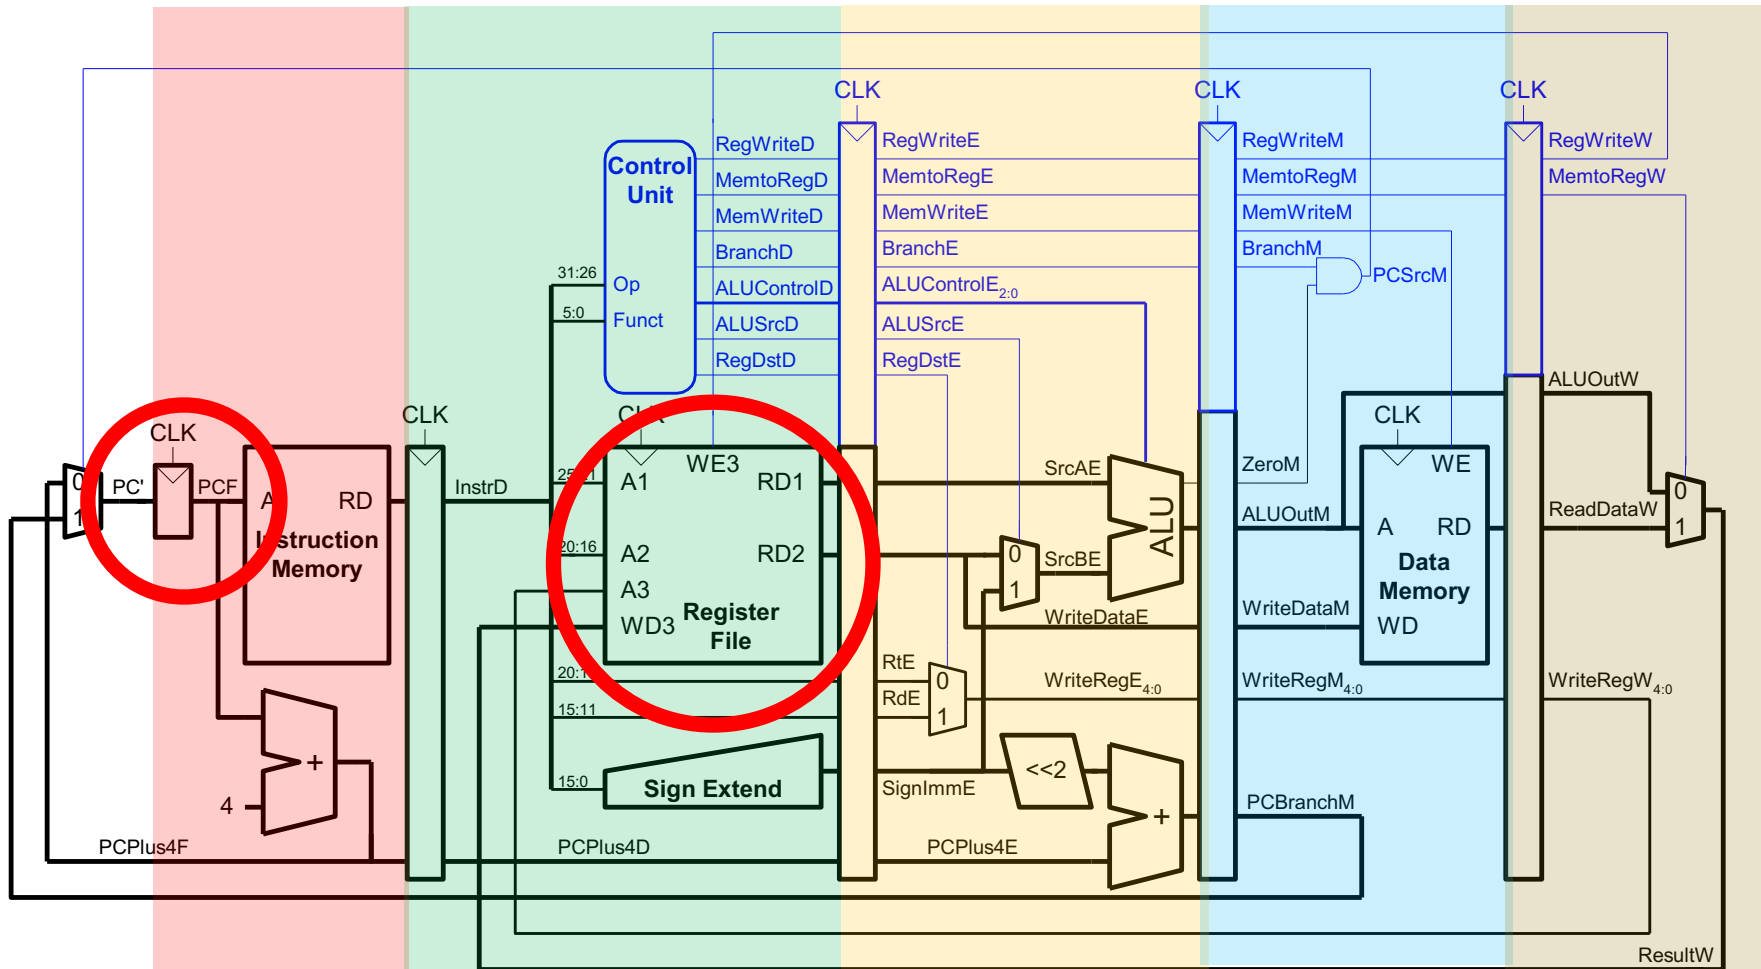 CLK
CLK
CLK
Control
Unit
Op
Funct
31:26
5:0
RegWriteD
MemtoRegD
MemWriteD
BranchD
ALUControlD
ALUSrcD
RegDstD
RegWriteE
MemtoRegE
MemWriteE
BranchE
ALUControlE2:0
ALUSrcE
RegDstE
RegWriteM
MemtoRegM
MemWriteM
BranchM
PCSrcM
RegWriteW
MemtoRegW
CLK
CLK
CLK
CLK
0
1
PC'
PCF
A
RD
Instruction
Memory
InstrD
20:16
A1
A2
A3
WD3
WE3
RD1
RD2
Register
File
SrcAE
0
1
SrcBE
ALU
WriteDataE
ZeroM
ALUOutM
WriteDataM
A
RD
WE
WD
Data
Memory
ALUOutW
ReadDataW
0
1
15:11
RtE
RdE
0
1
WriteRegE4:0
WriteRegM4:0
WriteRegW4:0
4
+
15:0
Sign Extend
SignImmE
<<2
+
PCBranchM
PCPlus4F
PCPlus4D
PCPlus4E
ResultW